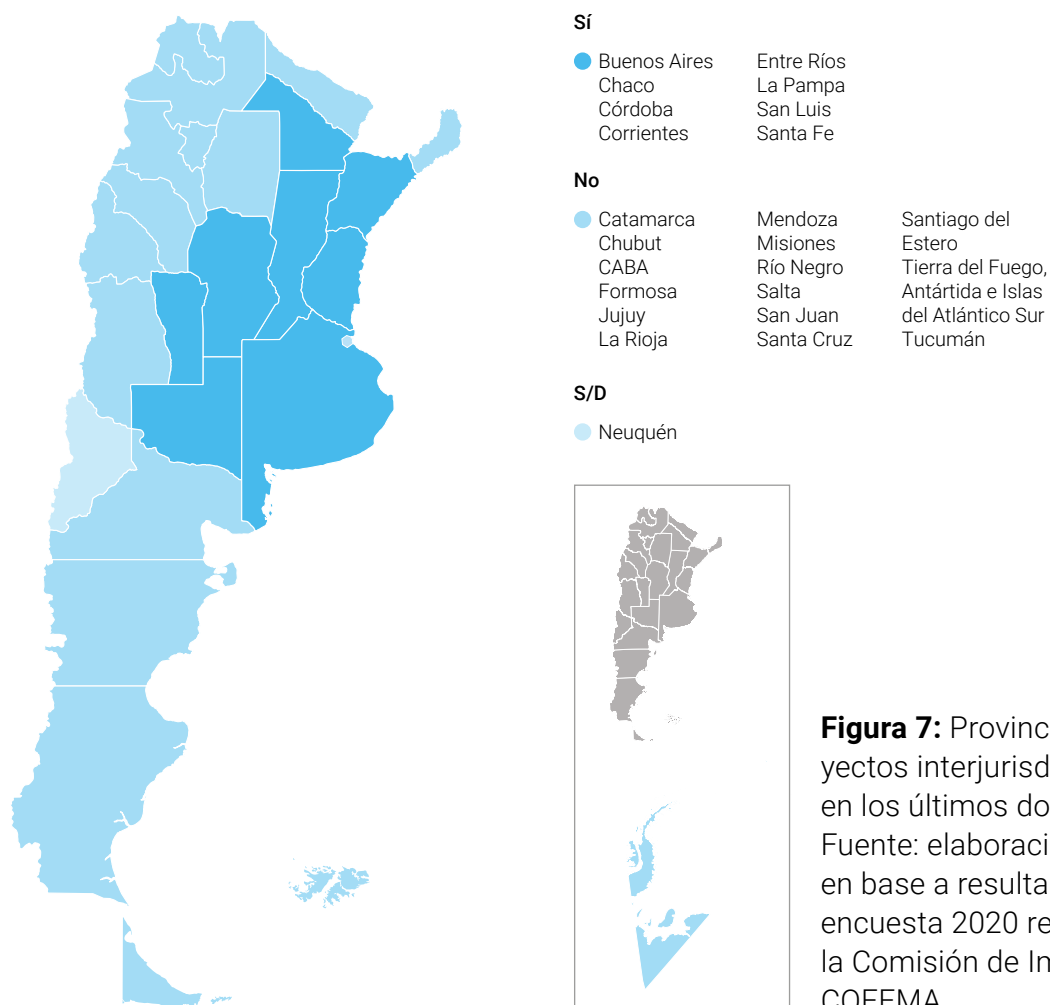 Sí
Buenos Aires
Chaco
Córdoba
Corrientes
Entre Ríos
La Pampa
San Luis
Santa Fe
No
Catamarca
Chubut
CABA
Formosa
Jujuy
La Rioja
Mendoza
Misiones
Río Negro
Salta
San Juan
Santa Cruz
Santiago del
Estero
Tierra del Fuego,
Antártida e Islas
del Atlántico Sur
Tucumán
S/D
Neuquén
Figura 7: Provinc
yectos interjurisd
en los últimos do
Fuente: elaboraci
en base a resulta
encuesta 2020 re
la Comisión de Im
COFEMA